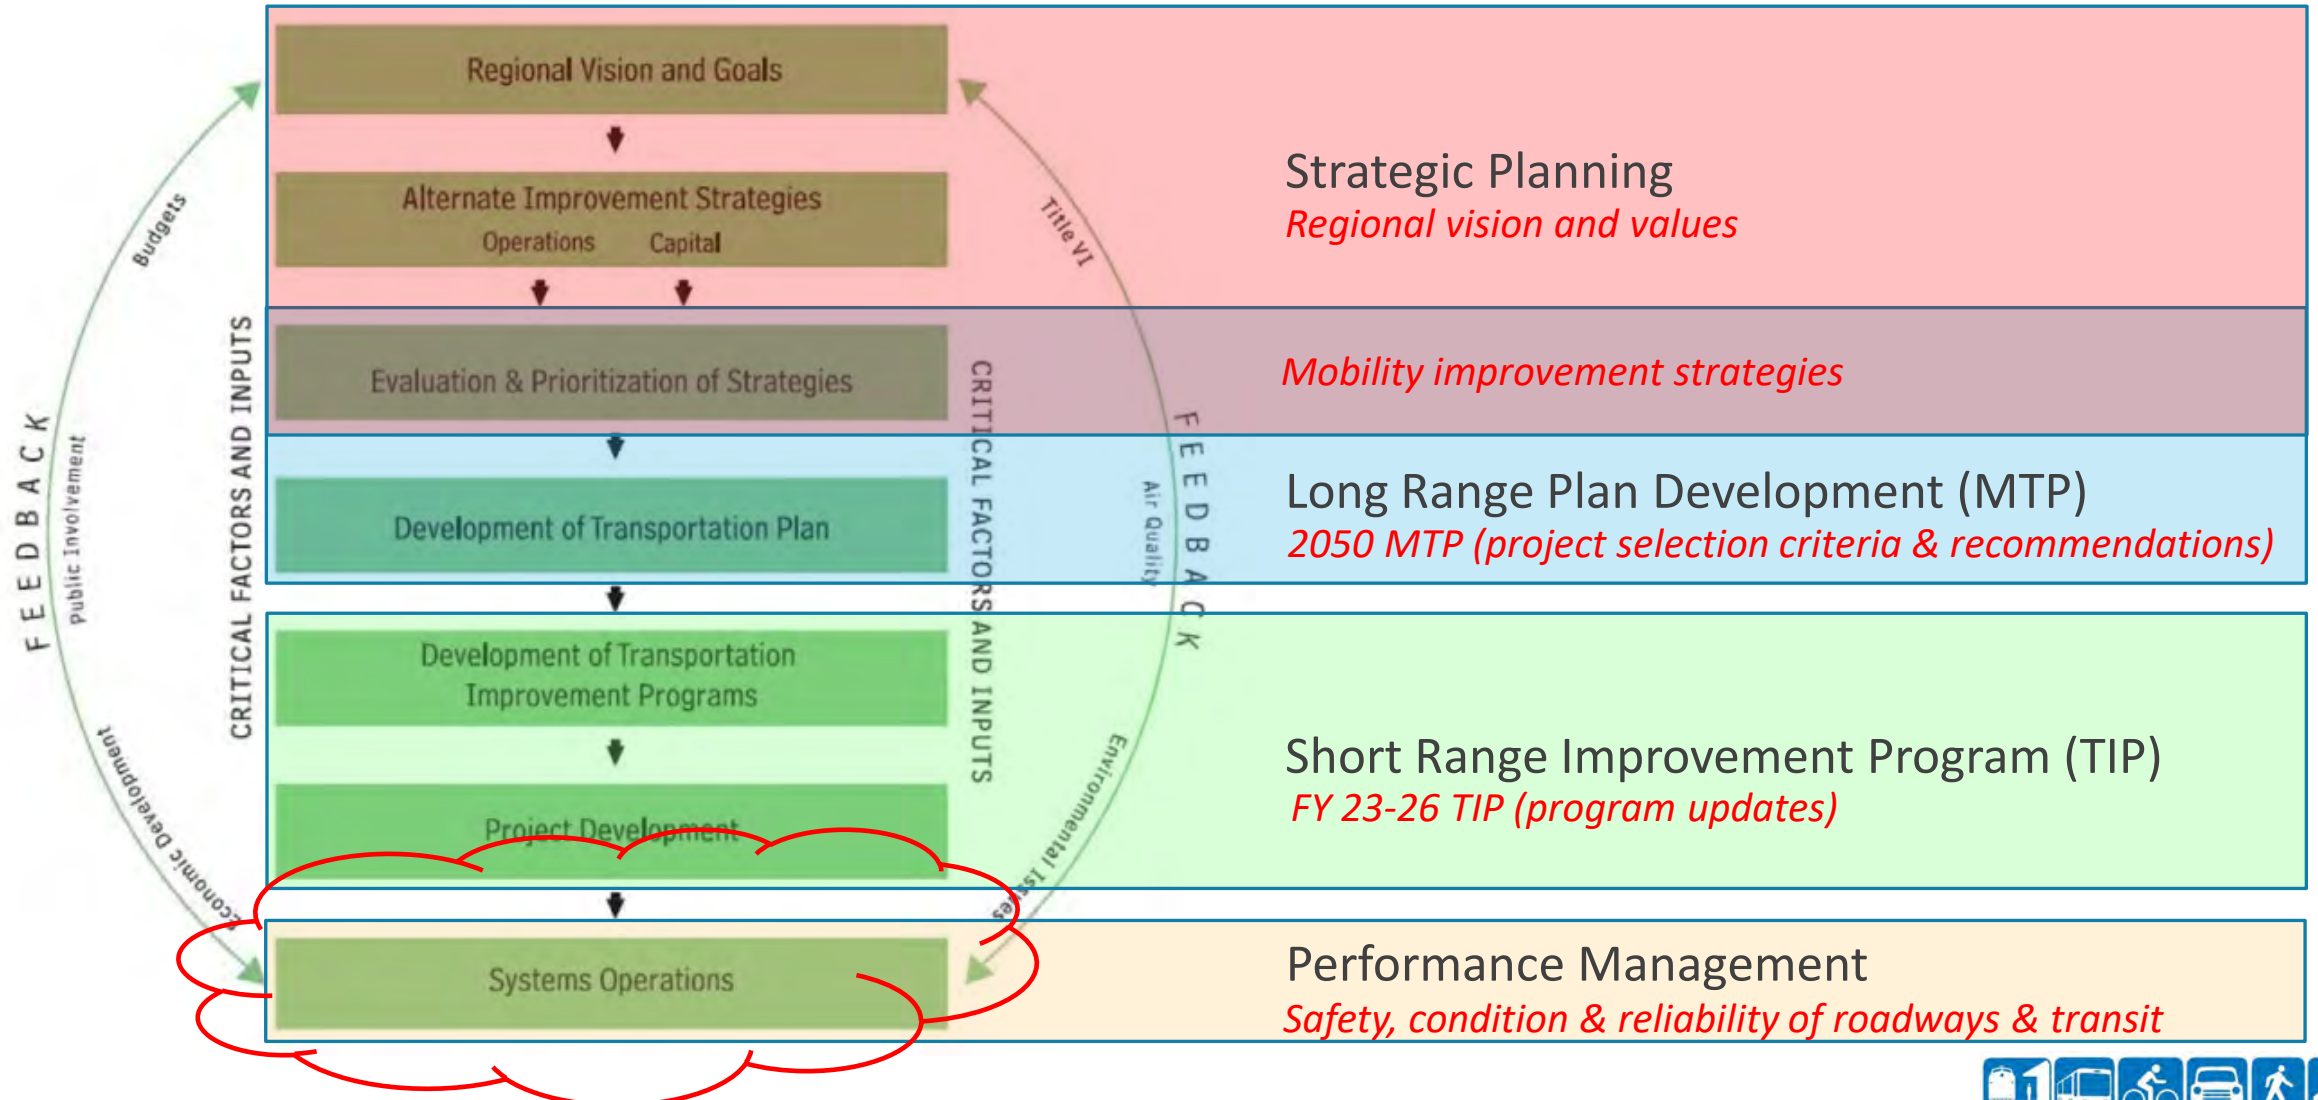 Regional Vision and Goals
Alternate Improvement Strategies
Operations Capital
Evaluation & Prioritization of Strategies
Development of Transportation Plan
Development of Transportation
Improvement Programs
Project Development
Systems Operations
FEEDBACK
Budgets
Public Involvement
Economic Development
CRITICAL FACTORS AND INPUTS
CRITICAL FACTORS AND INPUTS
Title VI
Air Quality
Environmental Issues
FEEDBACK
Strategic Planning
Regional vision and values
Mobility improvement strategies
Long Range Plan Development (MTP)
2050 MTP (project selection criteria & recommendations)
Short Range Improvement Program (TIP)
FY 23-26 TIP (program updates)
Performance Management
Safety, condition & reliability of roadways & transit